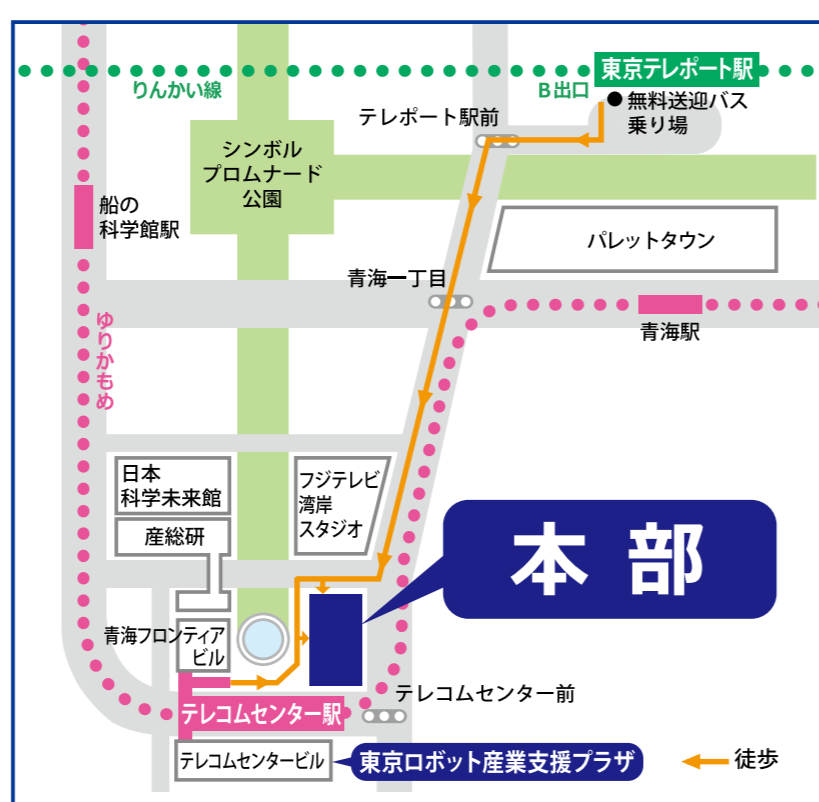 東京テレポート駅
りんかい線
B出口
無料送迎バス
乗り場
テレポート駅前
シンボル
プロムナード
公園
船の
科学館駅
パレットタウン
青海一丁目
青海駅
ゆりかもめ
日本
科学未来館
フジテレビ
湾岸
スタジオ
産総研
本部
青海フロンティア
ビル
テレコムセンター前
テレコムセンター駅
テレコムセンタービル
東京ロボット産業支援プラザ
徒歩